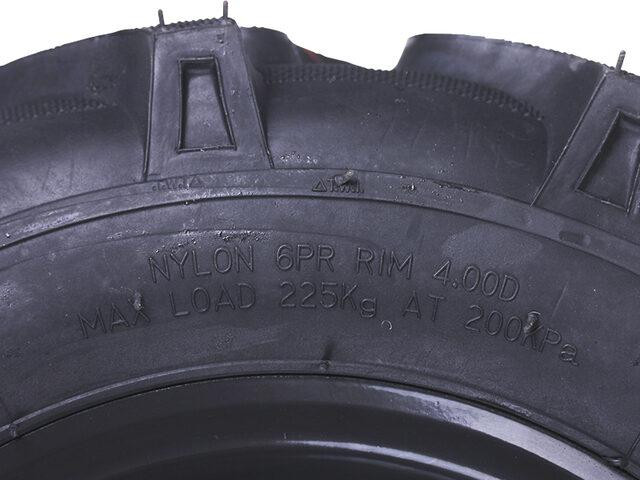 NYLON 6PR RIM 4.00D
MAX LOAD 225Kg AT 200KPa